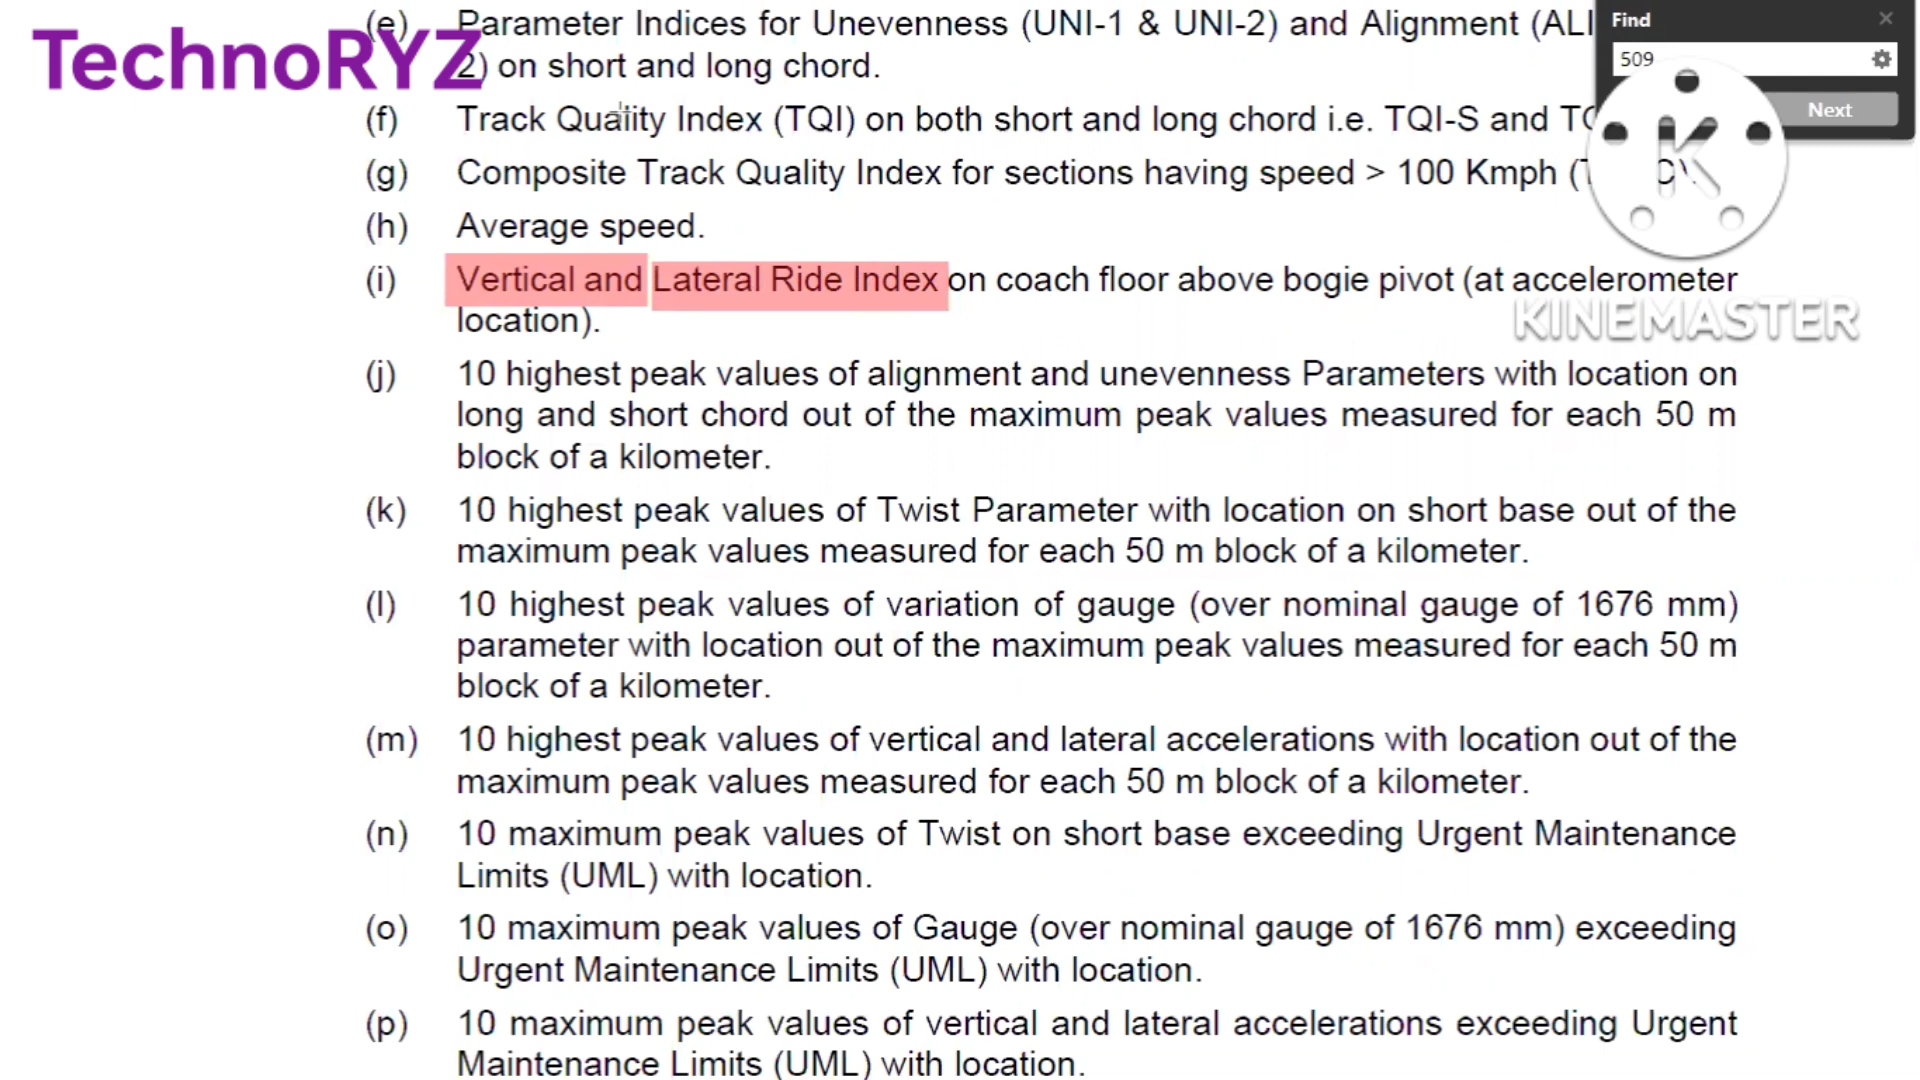 (e) Parameter Indices for Unevenness (UNI-1 & UNI-2) and Alignment (ALI
TechnoRYZ
2) on short and long chord.
Find
509
Next
(f) Track Quality Index (TQI) on both short and long chord i.e. TQI-S and
(g) Composite Track Quality Index for sections having speed > 100 Kmph
(h) Average speed.
(i) Vertical and Lateral Ride Index on coach floor above bogie pivot (at accelerometer
location).
KINEMASTER
(j) 10 highest peak values of alignment and unevenness Parameters with location on
long and short chord out of the maximum peak values measured for each 50 m
block of a kilometer.
(k) 10 highest peak values of Twist Parameter with location on short base out of the
maximum peak values measured for each 50 m block of a kilometer.
(l) 10 highest peak values of variation of gauge (over nominal gauge of 1676 mm)
parameter with location out of the maximum peak values measured for each 50 m
block of a kilometer.
(m) 10 highest peak values of vertical and lateral accelerations with location out of the
maximum peak values measured for each 50 m block of a kilometer.
(n) 10 maximum peak values of Twist on short base exceeding Urgent Maintenance
Limits (UML) with location.
(o) 10 maximum peak values of Gauge (over nominal gauge of 1676 mm) exceeding
Urgent Maintenance Limits (UML) with location.
(p) 10 maximum peak values of vertical and lateral accelerations exceeding Urgent
Maintenance Limits (UML) with location.